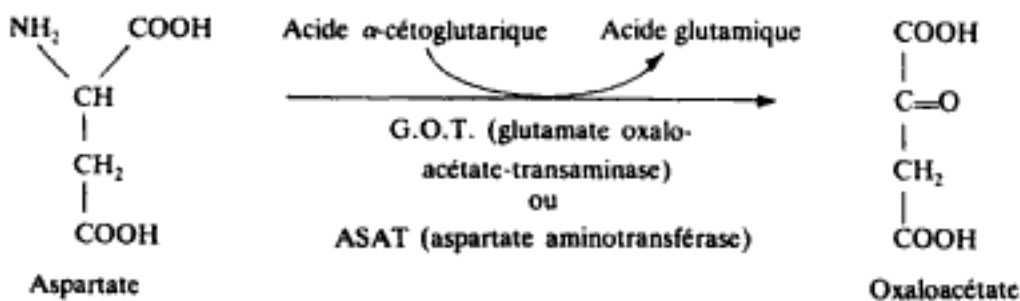 NH₂ COOH Acide α-cétoglutarique Acide glutamique COOH
CH C=O
G.O.T. (glutamate oxalo-
CH₂ acétate-transaminase) CH₂
ou
COOH ASAT (aspartate aminotransférase) COOH
Aspartate Oxaloacétate